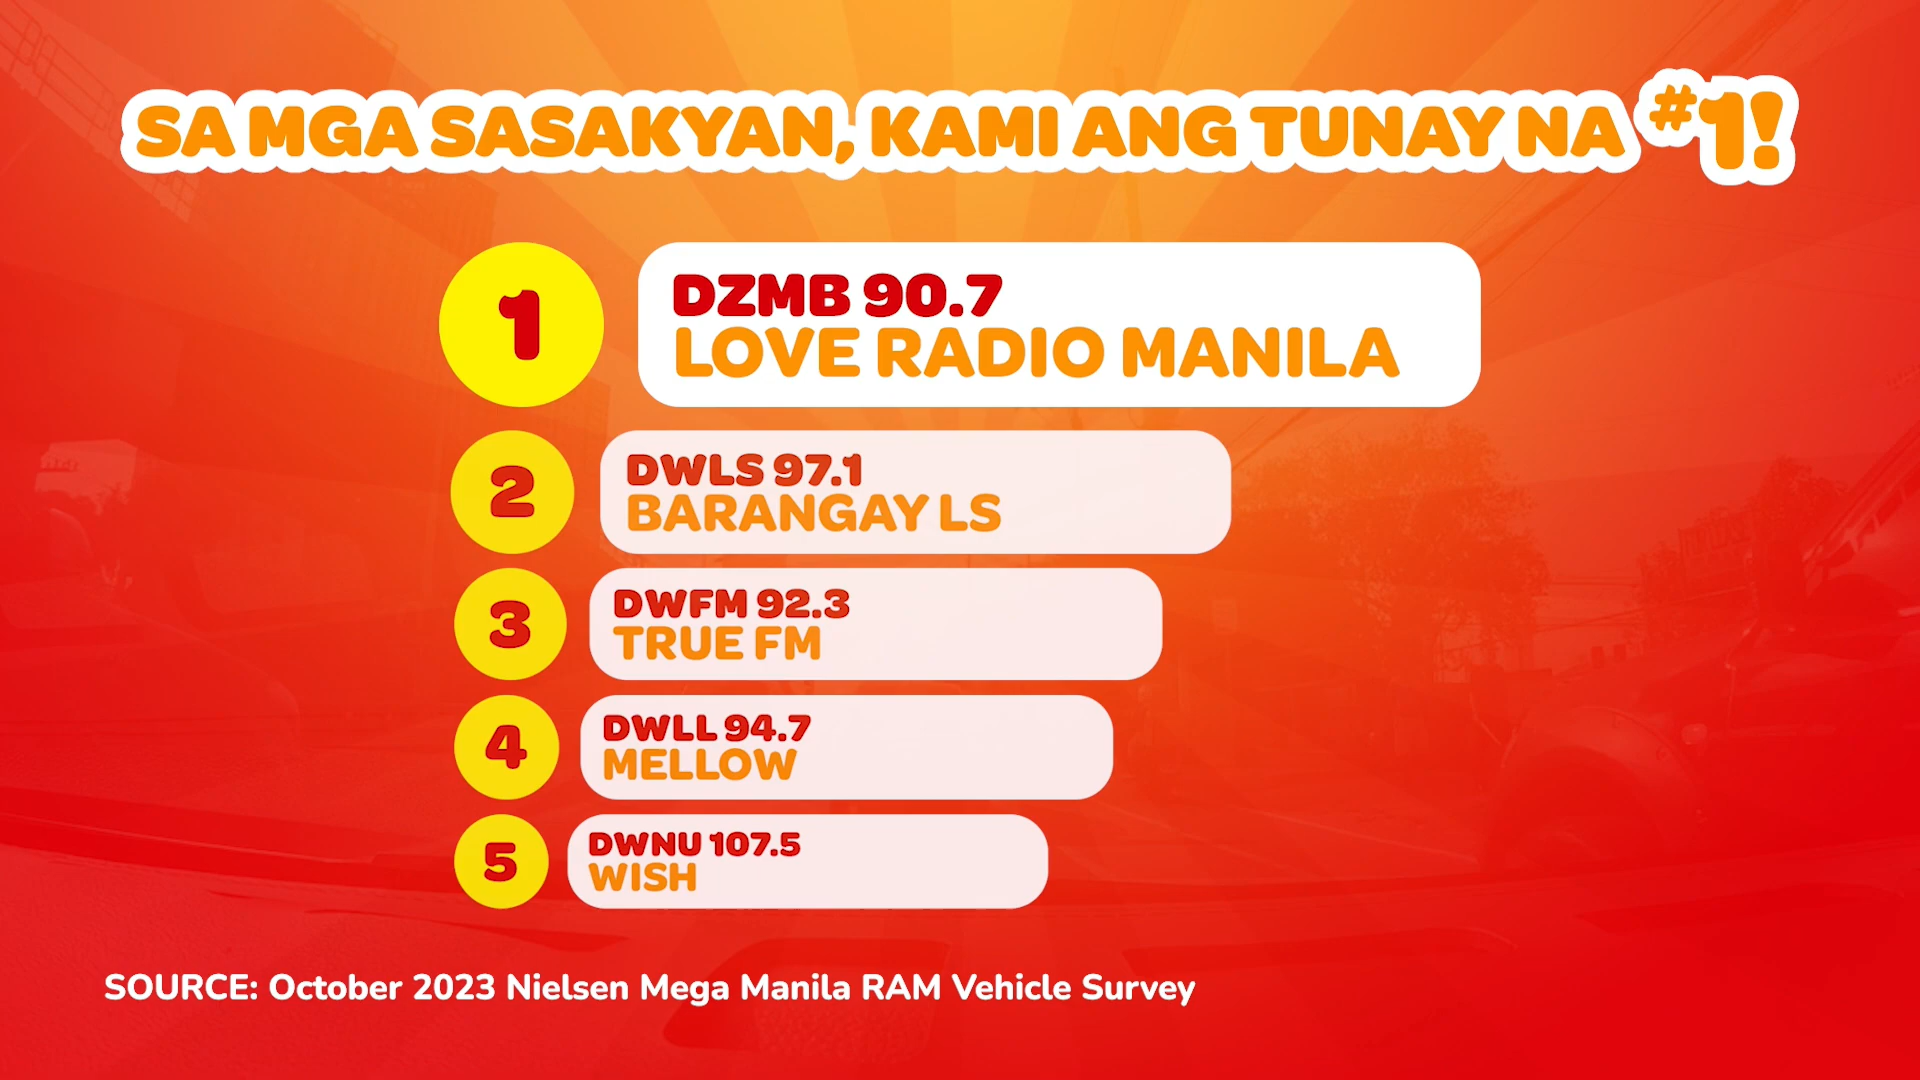 SA MGA SASAKYAN, KAMI ANG TUNAY NA #1!
1
DZMB 90.7
LOVE RADIO MANILA
2
DWLS 97.1
BARANGAY LS
3
DWFM 92.3
TRUE FM
4
DWLL 94.7
MELLOW
5
DWNU 107.5
WISH
SOURCE: October 2023 Nielsen Mega Manila RAM Vehicle Survey